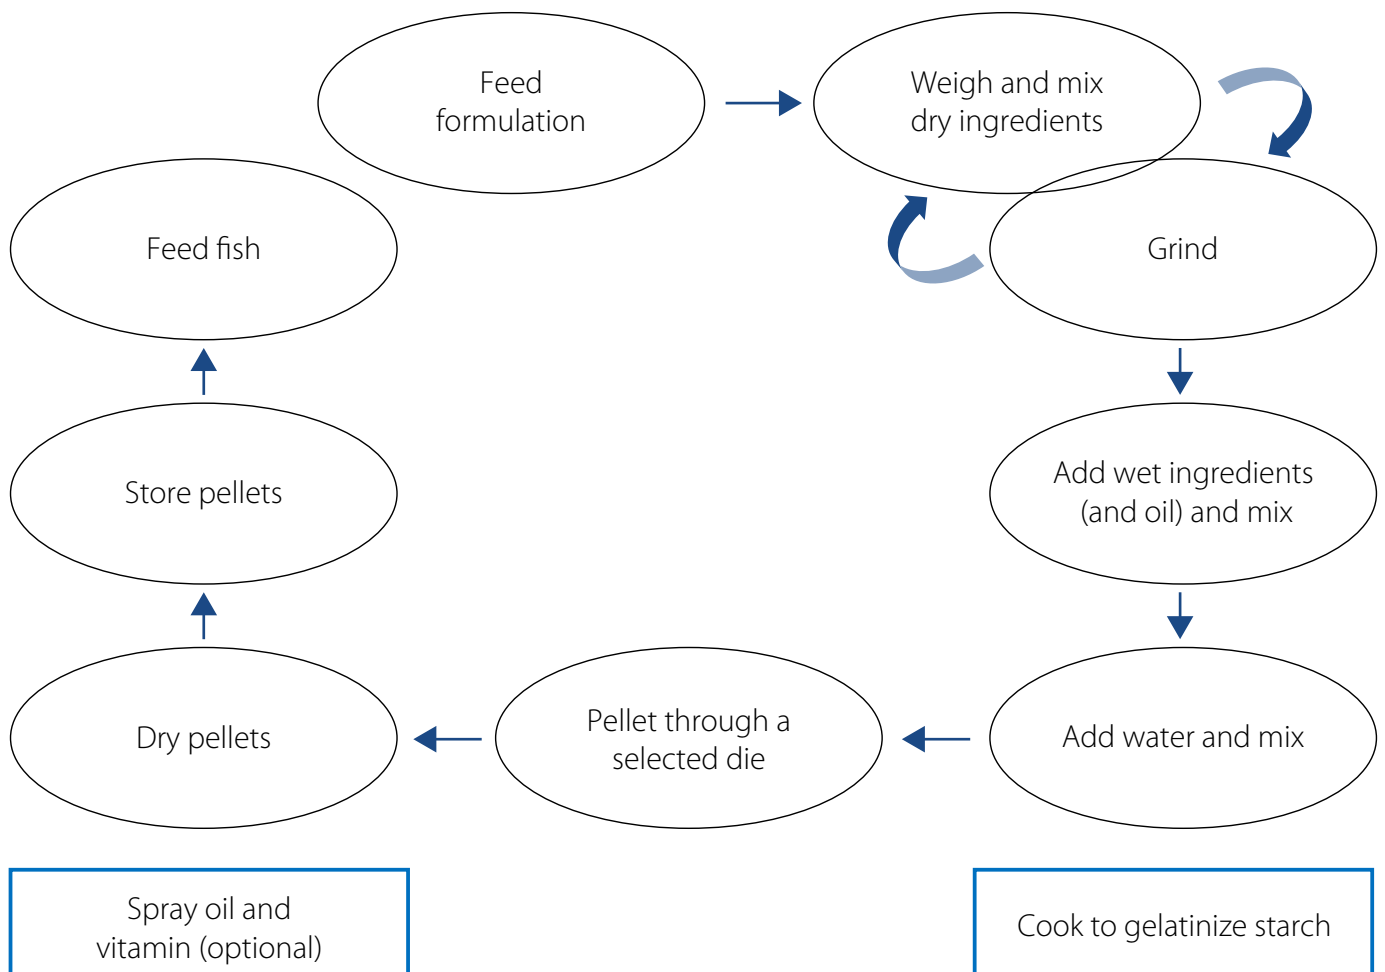 Feed
formulation
Weigh and mix
dry ingredients
Grind
Add wet ingredients
(and oil) and mix
Add water and mix
Pellet through a
selected die
Dry pellets
Store pellets
Feed fish
Spray oil and
vitamin (optional)
Cook to gelatinize starch